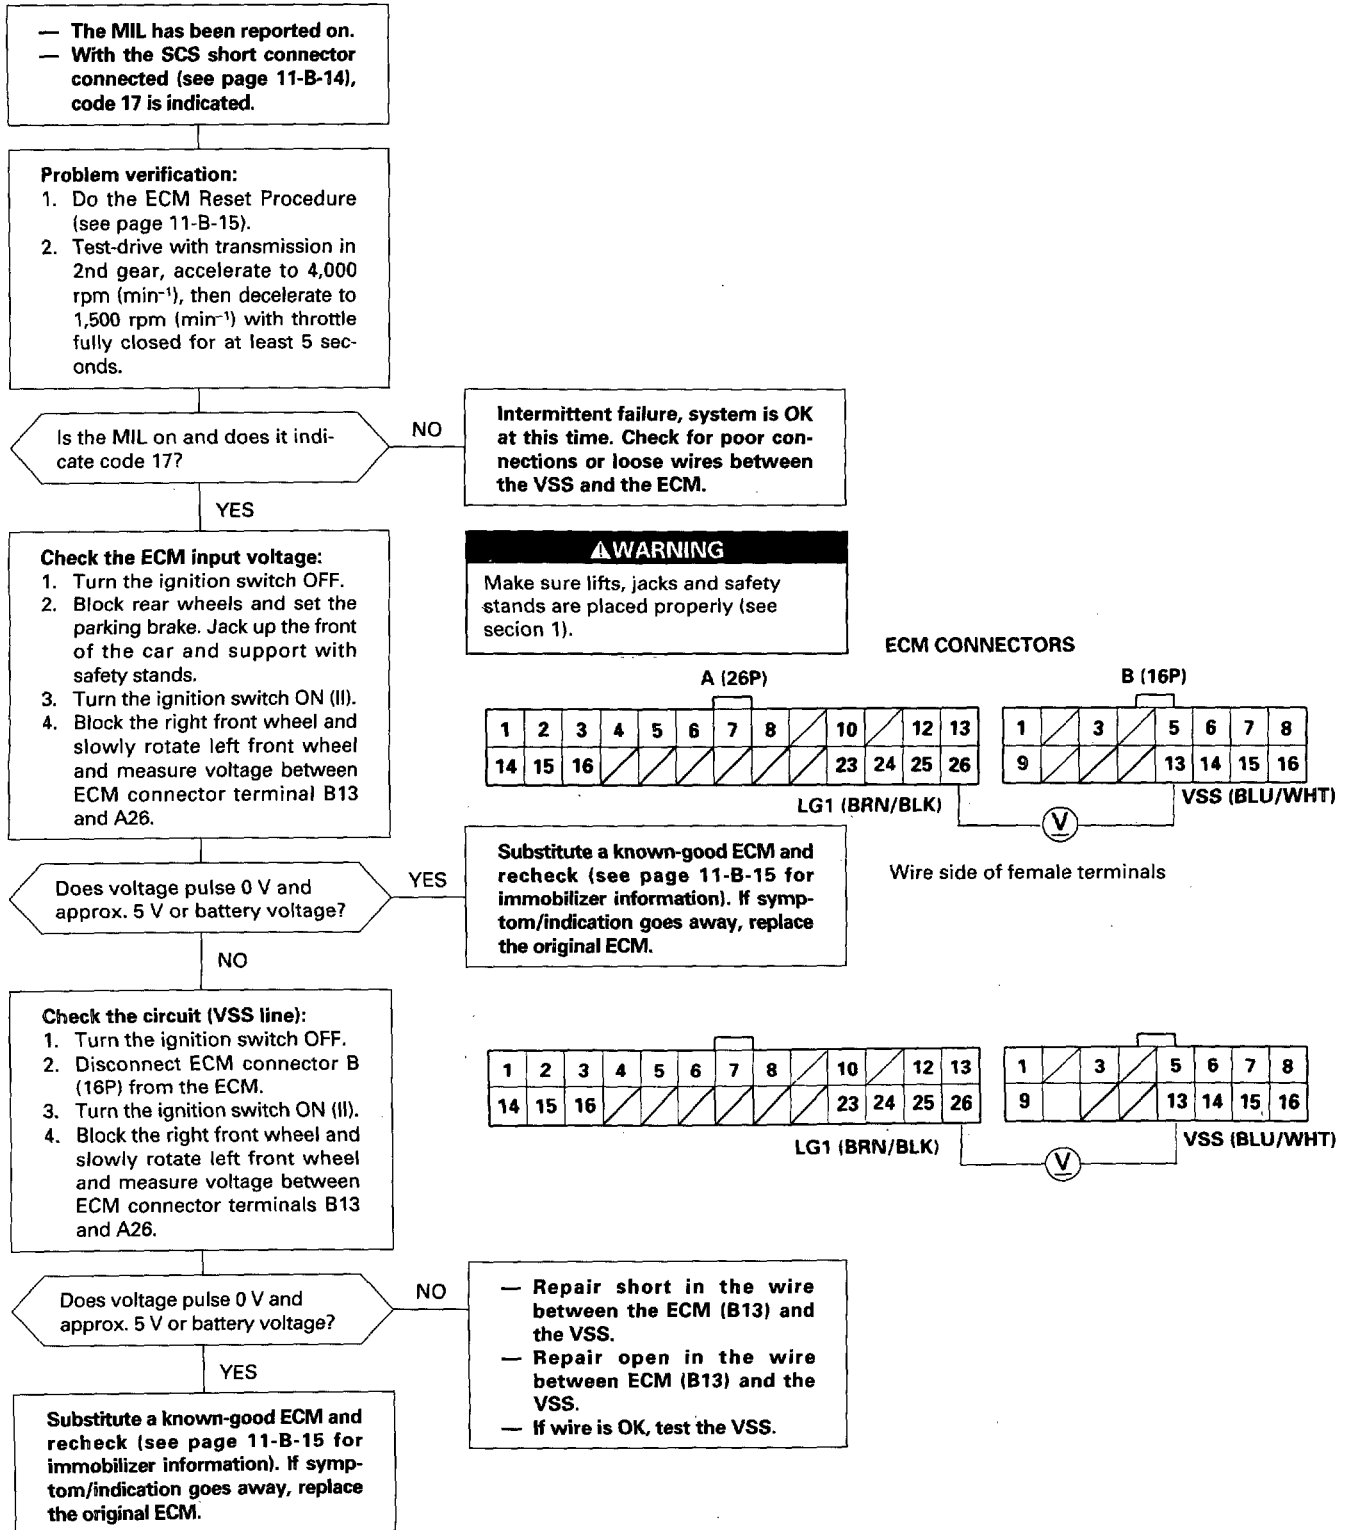 — The MIL has been reported on.
— With the SCS short connector
connected (see page 11-B-14),
code 17 is indicated.
Problem verification:
1. Do the ECM Reset Procedure
(see page 11-B-15).
2. Test-drive with transmission in
2nd gear, accelerate to 4,000
rpm (min⁻¹), then decelerate to
1,500 rpm (min⁻¹) with throttle
fully closed for at least 5 sec-
onds.
Is the MIL on and does it indi-
cate code 17?
NO
Intermittent failure, system is OK
at this time. Check for poor con-
nections or loose wires between
the VSS and the ECM.
YES
Check the ECM input voltage:
1. Turn the ignition switch OFF.
2. Block rear wheels and set the
parking brake. Jack up the front
of the car and support with
safety stands.
3. Turn the ignition switch ON (II).
4. Block the right front wheel and
slowly rotate left front wheel
and measure voltage between
ECM connector terminal B13
and A26.
⚠WARNING
Make sure lifts, jacks and safety
stands are placed properly (see
secion 1).
ECM CONNECTORS
A (26P)
B (16P)
1 2 3 4 5 6 7 8 10 12 13
14 15 16 23 24 25 26
1 3 5 6 7 8
9 13 14 15 16
LG1 (BRN/BLK)
VSS (BLU/WHT)
V
Wire side of female terminals
Does voltage pulse 0 V and
approx. 5 V or battery voltage?
YES
Substitute a known-good ECM and
recheck (see page 11-B-15 for
immobilizer information). If symp-
tom/indication goes away, replace
the original ECM.
NO
Check the circuit (VSS line):
1. Turn the ignition switch OFF.
2. Disconnect ECM connector B
(16P) from the ECM.
3. Turn the ignition switch ON (II).
4. Block the right front wheel and
slowly rotate left front wheel
and measure voltage between
ECM connector terminals B13
and A26.
1 2 3 4 5 6 7 8 10 12 13
14 15 16 23 24 25 26
1 3 5 6 7 8
9 13 14 15 16
LG1 (BRN/BLK)
VSS (BLU/WHT)
V
Does voltage pulse 0 V and
approx. 5 V or battery voltage?
NO
— Repair short in the wire
between the ECM (B13) and
the VSS.
— Repair open in the wire
between ECM (B13) and the
VSS.
— If wire is OK, test the VSS.
YES
Substitute a known-good ECM and
recheck (see page 11-B-15 for
immobilizer information). If symp-
tom/indication goes away, replace
the original ECM.